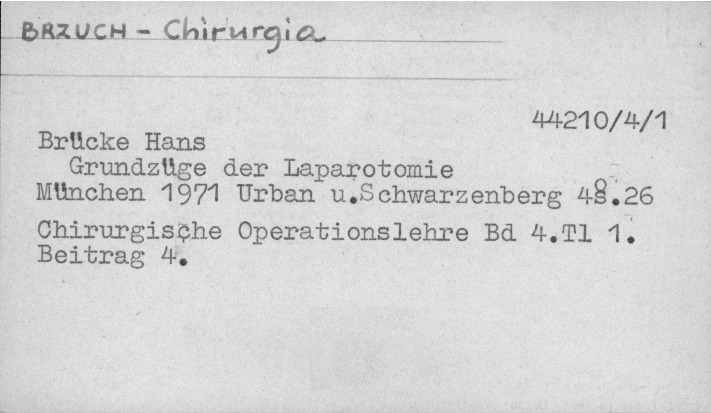 BRZUCH - Chirurgia
44210/4/1
Brücke Hans
Grundzüge der Laparotomie
München 1971 Urban u.Schwarzenberg 4°s.26
Chirurgische Operationslehre Bd 4.Tl 1.
Beitrag 4.